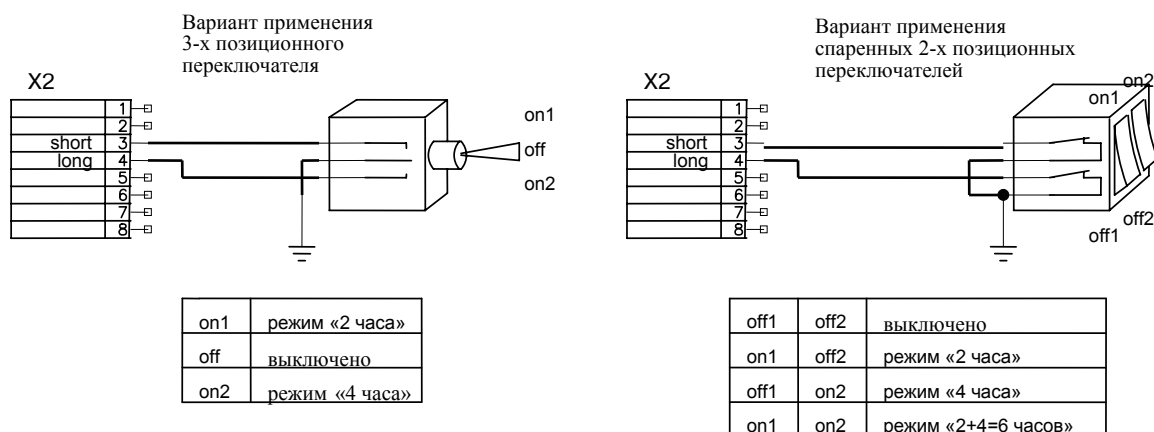 Вариант применения
3-х позиционного
переключателя
X2
1
2
short 3
long 4
5
6
7
8
on1
off
on2
on1 режим «2 часа»
off выключено
on2 режим «4 часа»
Вариант применения
спаренных 2-х позиционных
переключателей
X2
1
2
short 3
long 4
5
6
7
8
on2
on1
off2
off1
off1 off2 выключено
on1 off2 режим «2 часа»
off1 on2 режим «4 часа»
on1 on2 режим «2+4=6 часов»